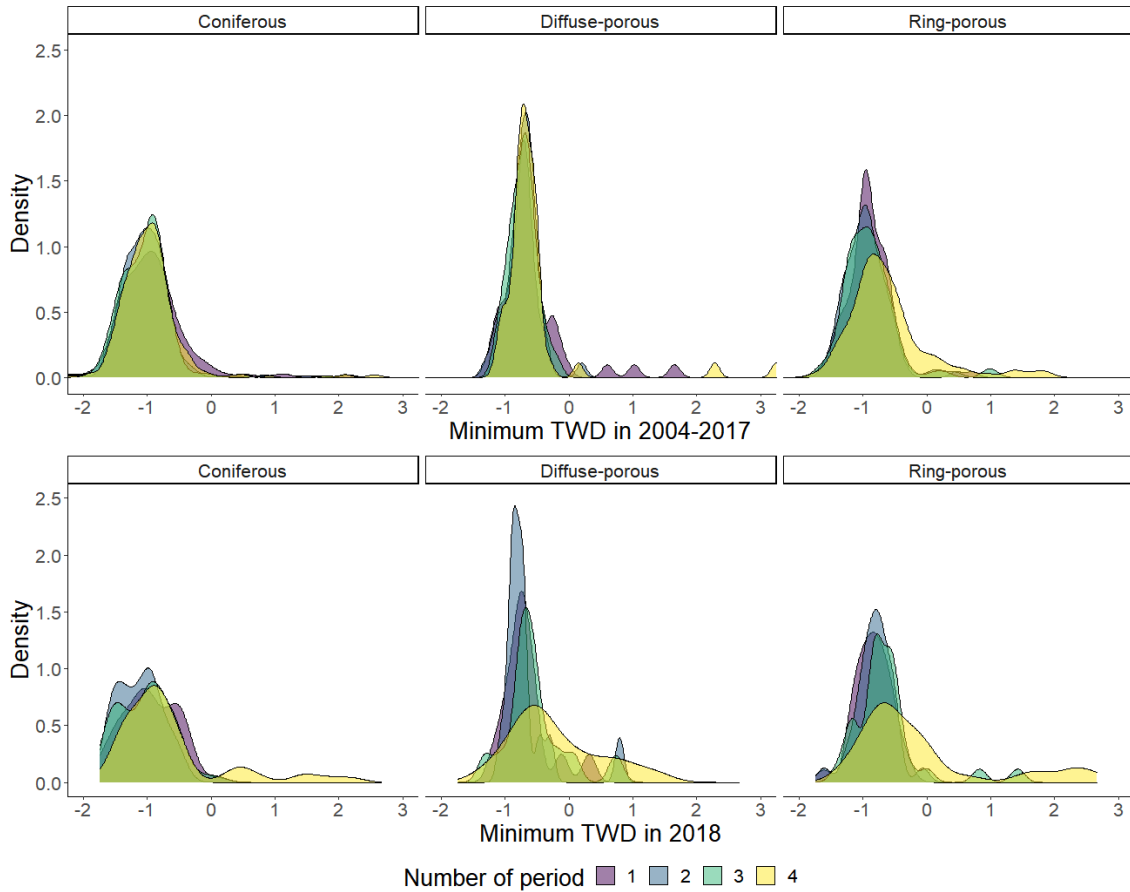 Coniferous Diffuse-porous Ring-porous
2.5
2.0
1.5
1.0
0.5
0.0
Density
-2 -1 0 1 2 3 -2 -1 0 1 2 3 -2 -1 0 1 2 3
Minimum TWD in 2004-2017
Coniferous Diffuse-porous Ring-porous
2.5
2.0
1.5
1.0
0.5
0.0
Density
-2 -1 0 1 2 3 -2 -1 0 1 2 3 -2 -1 0 1 2 3
Minimum TWD in 2018
Number of period 1 2 3 4